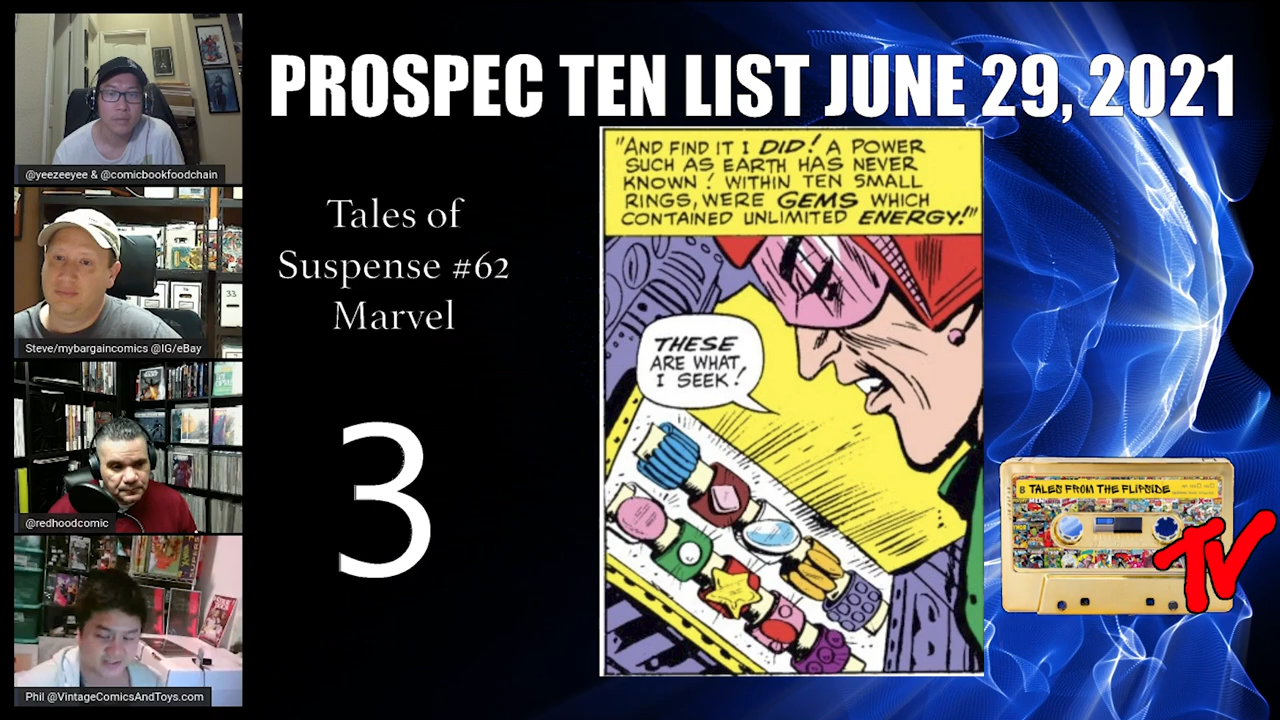 PROSPEC TEN LIST JUNE 29, 2021
@yeezeeyee & @comicbookfoodchain
Steve/mybargaincomics @IG/eBay
33
@redhoodcomic
Phil @VintageComicsAndToys.com
Tales of
Suspense #62
Marvel
3
"AND FIND IT I DID! A POWER
SUCH AS EARTH HAS NEVER
KNOWN! WITHIN TEN SMALL
RINGS, WERE GEMS WHICH
CONTAINED UNLIMITED ENERGY!"
THESE
ARE WHAT
I SEEK!
B TALES FROM THE FLIPSIDE
TV